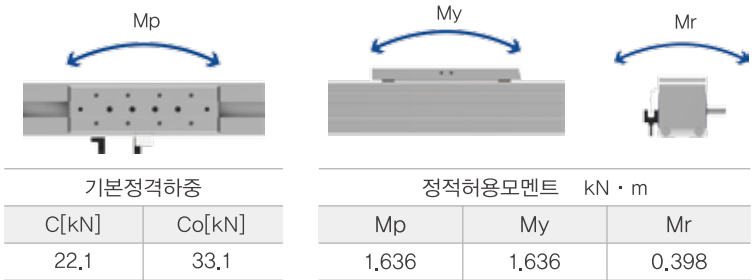 Mp
My
Mr
기본정격하중
정적허용모멘트 kN · m
C[kN] Co[kN]
Mp My Mr
22.1 33.1
1.636 1.636 0.398